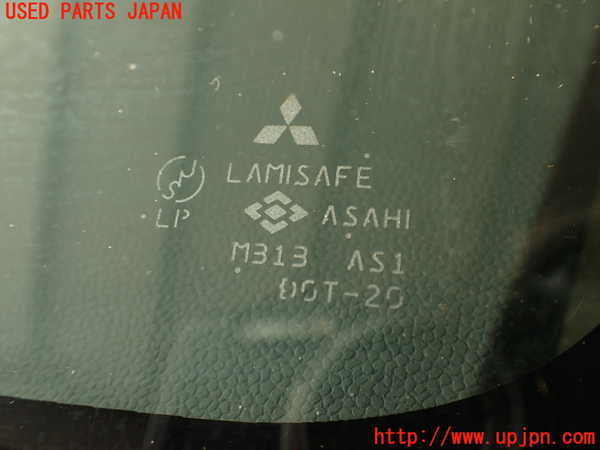 USED PARTS JAPAN
LAMISAFE
LP
ASAHI
M313 AS1
DOT-20
http://www.upjpn.com/